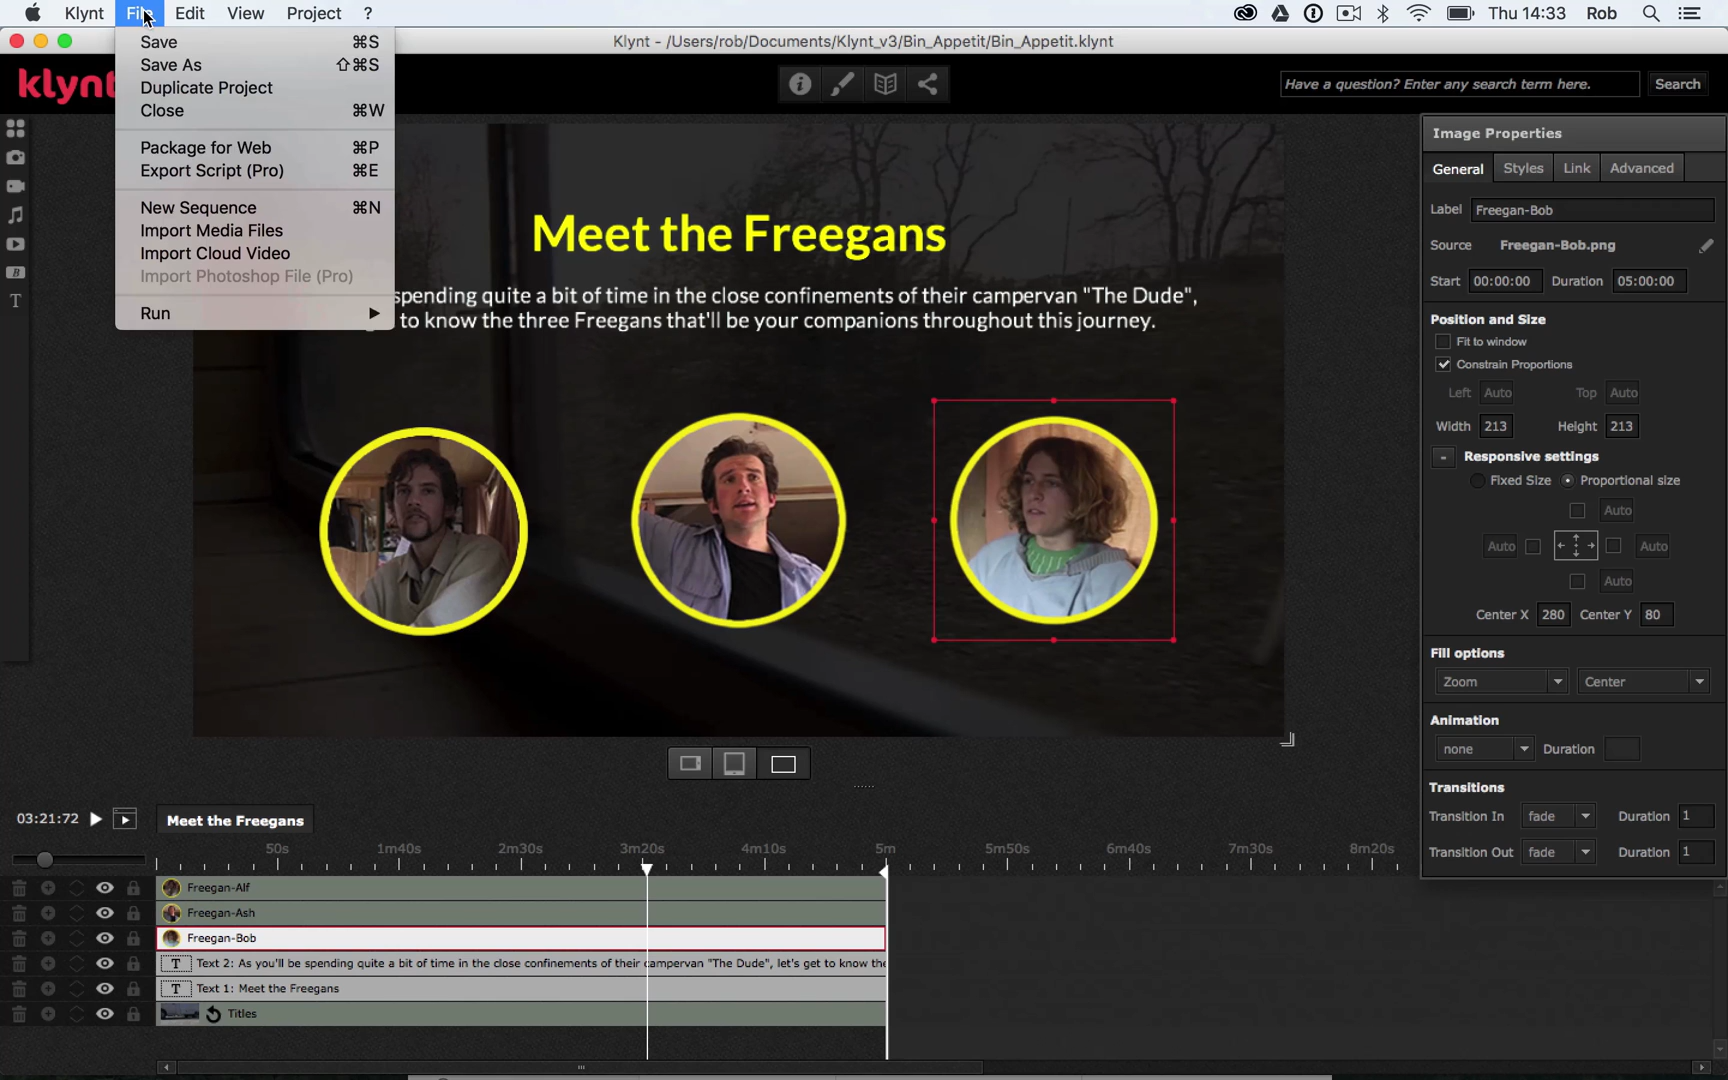 Klynt File Edit View Project ? Thu 14:33 Rob
Klynt - /Users/rob/Documents/Klynt_v3/Bin_Appetit/Bin_Appetit.klynt
klynt
Have a question? Enter any search term here. Search
Save ⌘S
Save As ⇧⌘S
Duplicate Project
Close ⌘W
Package for Web ⌘P
Export Script (Pro) ⌘E
New Sequence ⌘N
Import Media Files
Import Cloud Video
Import Photoshop File (Pro)
Run
Meet the Freegans
spending quite a bit of time in the close confinements of their campervan "The Dude",
to know the three Freegans that'll be your companions throughout this journey.
Image Properties
General Styles Link Advanced
Label Freegan-Bob
Source Freegan-Bob.png
Start 00:00:00 Duration 05:00:00
Position and Size
Fit to window
Constrain Proportions
Left Auto Top Auto
Width 213 Height 213
- Responsive settings
Fixed Size Proportional size
Auto
Auto Auto
Auto
Center X 280 Center Y 80
Fill options
Zoom Center
Animation
none Duration
Transitions
Transition In fade Duration 1
Transition Out fade Duration 1
03:21:72 Meet the Freegans
50s 1m40s 2m30s 3m20s 4m10s 5m 5m50s 6m40s 7m30s 8m20s
Freegan-Alf
Freegan-Ash
Freegan-Bob
T Text 2: As you'll be spending quite a bit of time in the close confinements of their campervan "The Dude", let's get to know the
T Text 1: Meet the Freegans
Titles
B
T